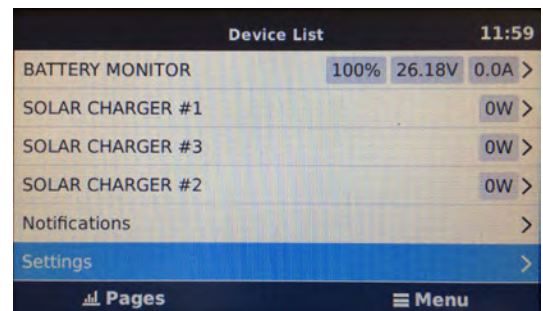 Device List 11:59
BATTERY MONITOR 100% 26.18V 0.0A >
SOLAR CHARGER #1 0W >
SOLAR CHARGER #3 0W >
SOLAR CHARGER #2 0W >
Notifications >
Settings >
Pages Menu